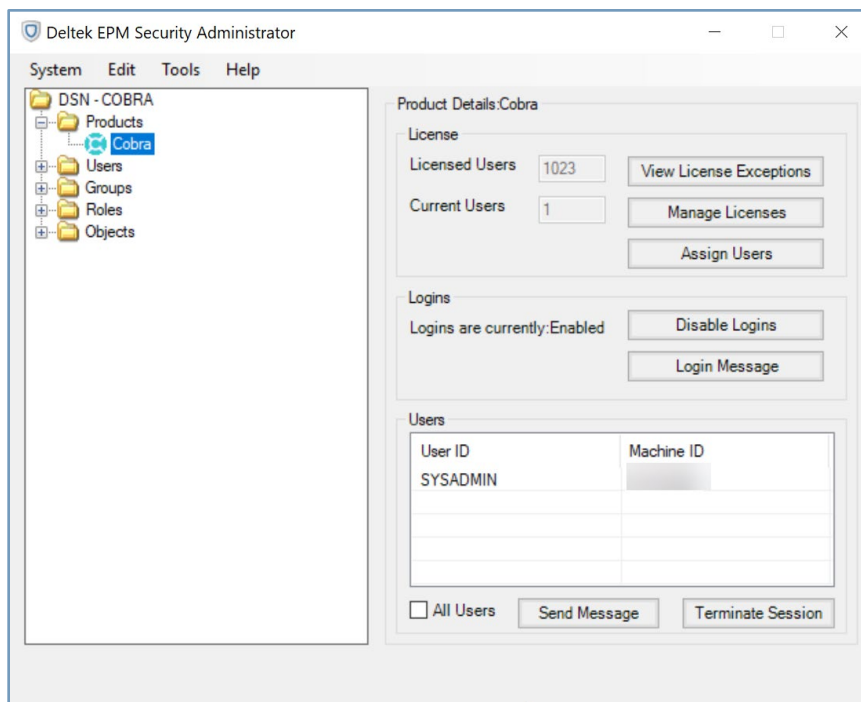 Deltek EPM Security Administrator
System Edit Tools Help
DSN - COBRA
Products
Cobra
Users
Groups
Roles
Objects
Product Details:Cobra
License
Licensed Users 1023 View License Exceptions
Current Users 1 Manage Licenses
Assign Users
Logins
Logins are currently:Enabled Disable Logins
Login Message
Users
User ID Machine ID
SYSADMIN
All Users Send Message Terminate Session